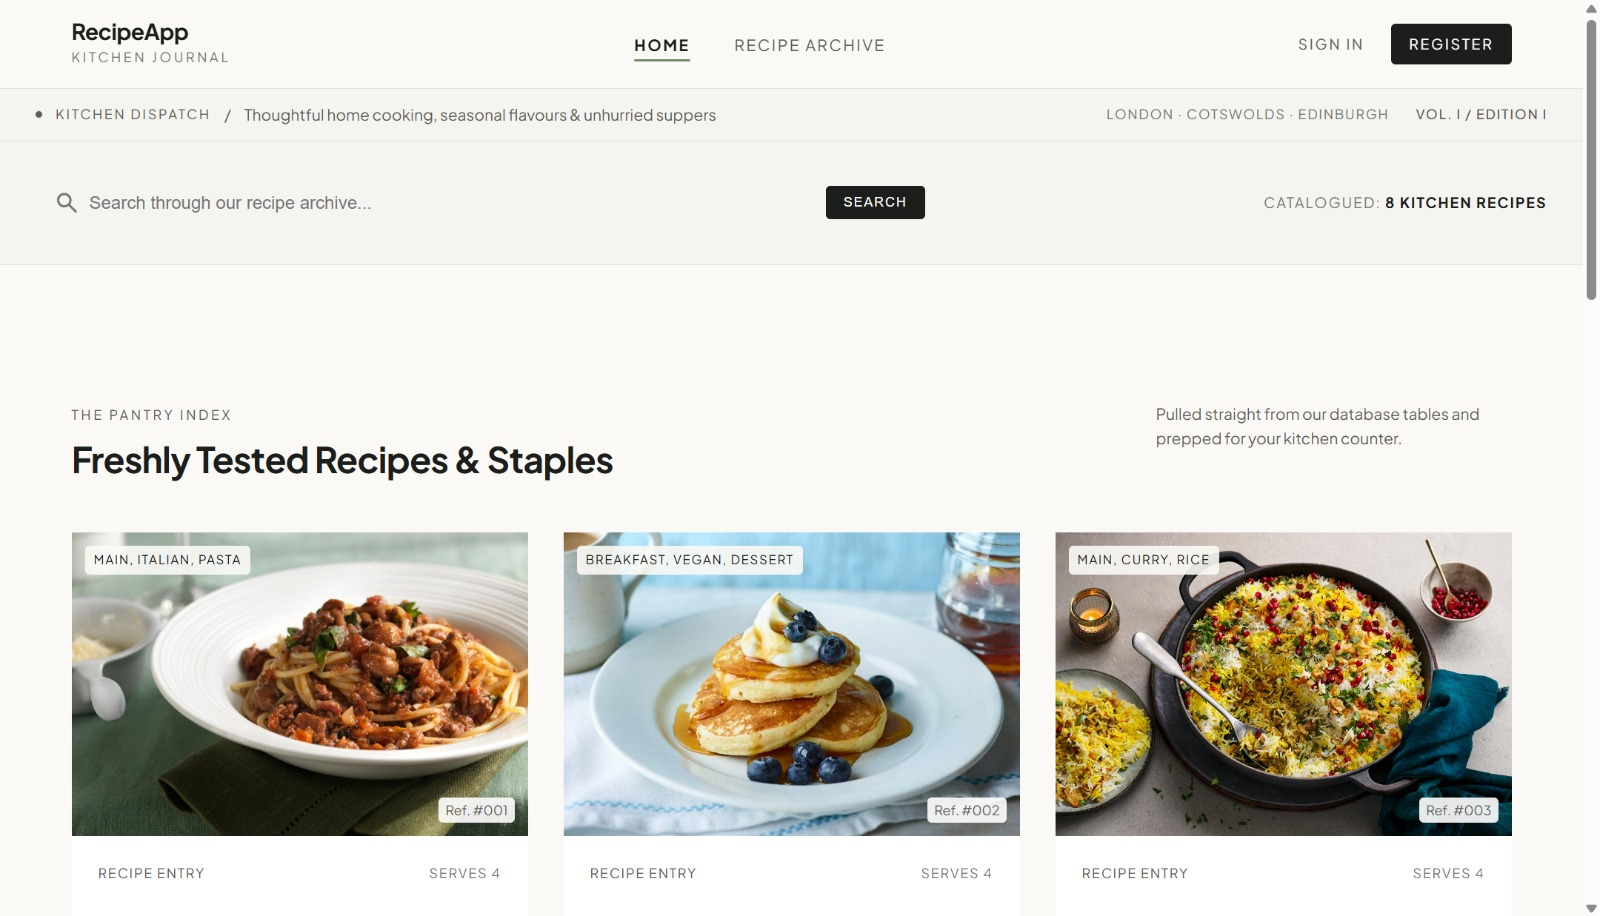 RecipeApp
KITCHEN JOURNAL
HOME
RECIPE ARCHIVE
SIGN IN
REGISTER
KITCHEN DISPATCH / Thoughtful home cooking, seasonal flavours & unhurried suppers
LONDON · COTSWOLDS · EDINBURGH
VOL. I / EDITION I
Search through our recipe archive...
SEARCH
CATALOGUED: 8 KITCHEN RECIPES
THE PANTRY INDEX
Freshly Tested Recipes & Staples
Pulled straight from our database tables and
prepped for your kitchen counter.
MAIN, ITALIAN, PASTA
Ref. #001
RECIPE ENTRY
SERVES 4
BREAKFAST, VEGAN, DESSERT
Ref. #002
RECIPE ENTRY
SERVES 4
MAIN, CURRY, RICE
Ref. #003
RECIPE ENTRY
SERVES 4